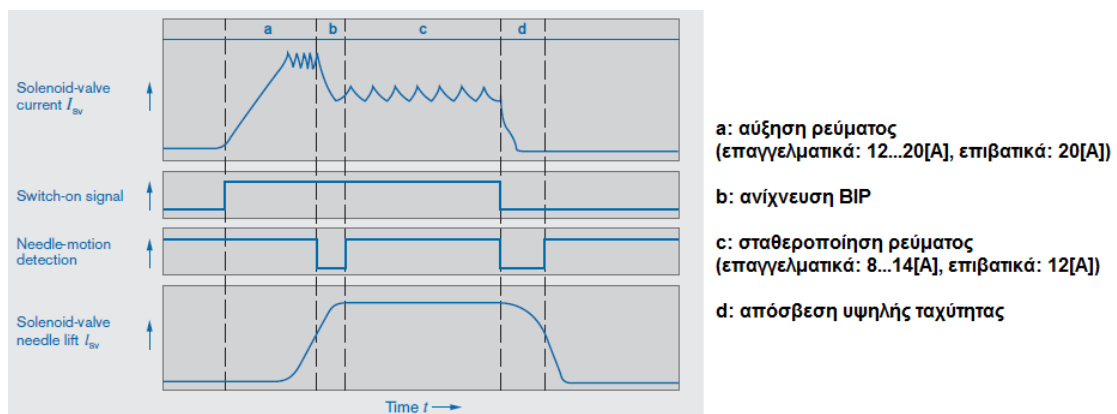 a b c d
Solenoid-valve
current Isv
Switch-on signal
Needle-motion
detection
Solenoid-valve
needle lift lsv
Time t
a: αύξηση ρεύματος
(επαγγελματικά: 12...20[A], επιβατικά: 20[A])
b: ανίχνευση BIP
c: σταθεροποίηση ρεύματος
(επαγγελματικά: 8...14[A], επιβατικά: 12[A])
d: απόσβεση υψηλής ταχύτητας